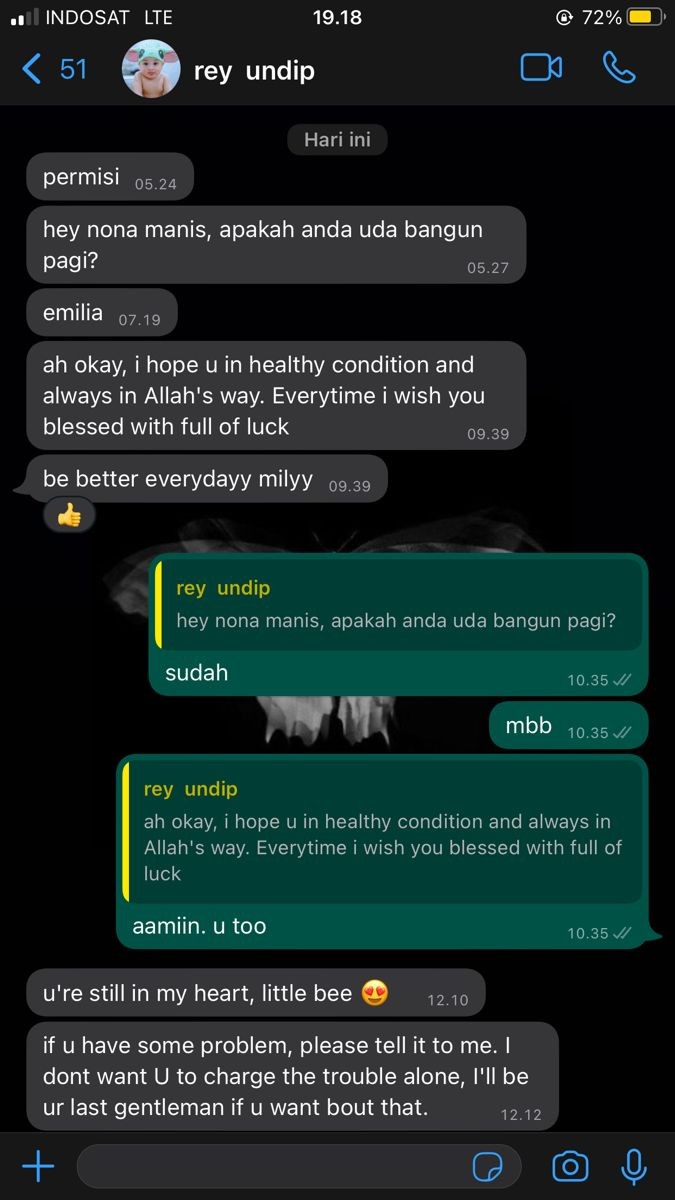 INDOSAT LTE 19.18 72%
51 rey undip
Hari ini
permisi 05.24
hey nona manis, apakah anda uda bangun
pagi? 05.27
emilia 07.19
ah okay, i hope u in healthy condition and
always in Allah's way. Everytime i wish you
blessed with full of luck 09.39
be better everydayy milyy 09.39
rey undip
hey nona manis, apakah anda uda bangun pagi?
sudah 10.35
mbb 10.35
rey undip
ah okay, i hope u in healthy condition and always in
Allah's way. Everytime i wish you blessed with full of
luck
aamiin. u too 10.35
u're still in my heart, little bee 😍 12.10
if u have some problem, please tell it to me. I
dont want U to charge the trouble alone, I'll be
ur last gentleman if u want bout that. 12.12